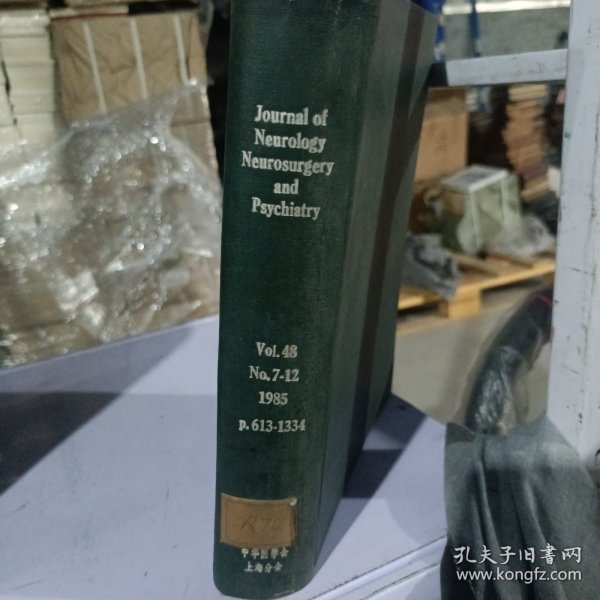 Journal of
Neurology
Neurosurgery
and
Psychiatry
Vol. 48
No. 7-12
1985
p. 613-1334
中华医学会
上海分会
孔夫子旧书网
www.kongfz.com